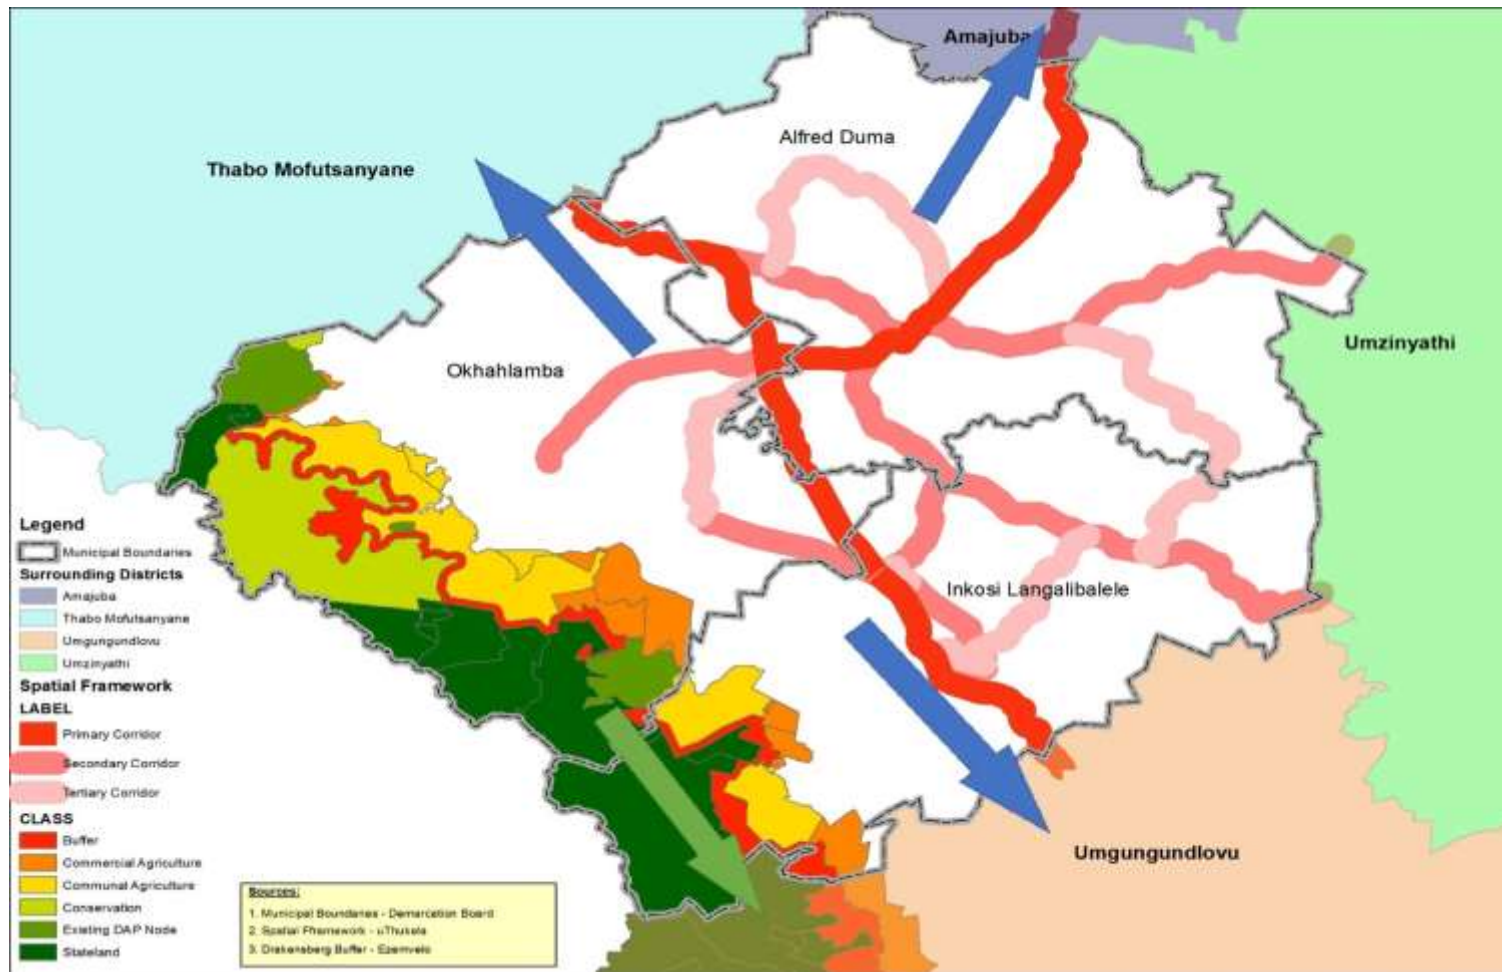 Amajuba
Alfred Duma
Thabo Mofutsanyane
Umzinyathi
Okhahlamba
Inkosi Langalibalele
Umgungundlovu
Legend
Municipal Boundaries
Surrounding Districts
Amajuba
Thabo Mofutsanyane
Umgungundlovu
Umzinyathi
Spatial Framework
LABEL
Primary Corridor
Secondary Corridor
Tertiary Corridor
CLASS
Buffer
Commercial Agriculture
Communal Agriculture
Conservation
Existing DAP Node
Stateland
Sources:
1. Municipal Boundaries - Demarcation Board
2. Spatial Fframework - uThukela
3. Drakensberg Buffer - Ezemvelo